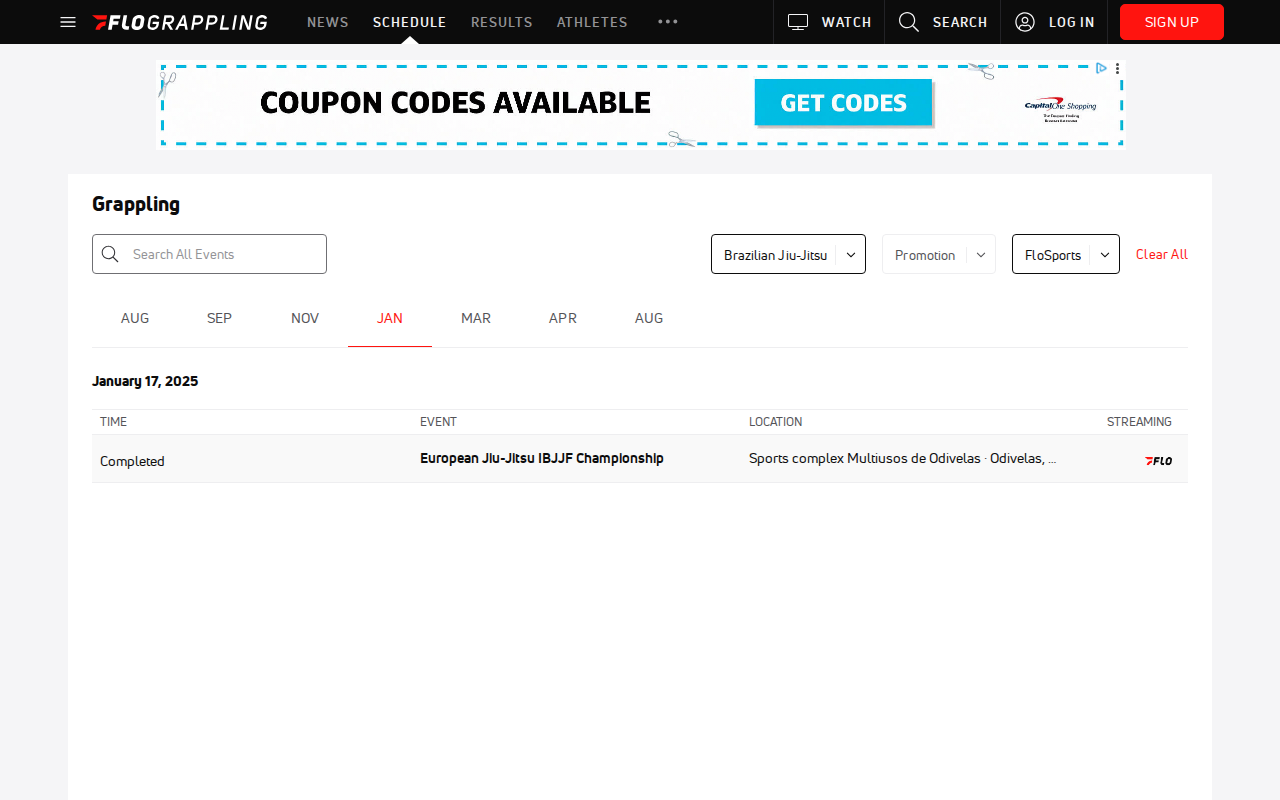 FLOGRAPPLING NEWS SCHEDULE RESULTS ATHLETES WATCH SEARCH LOG IN SIGN UP
COUPON CODES AVAILABLE GET CODES Capital One Shopping
Grappling
Search All Events Brazilian Jiu-Jitsu Promotion FloSports Clear All
AUG SEP NOV JAN MAR APR AUG
January 17, 2025
TIME EVENT LOCATION STREAMING
Completed European Jiu-Jitsu IBJJF Championship Sports complex Multiusos de Odivelas · Odivelas, ... FLO